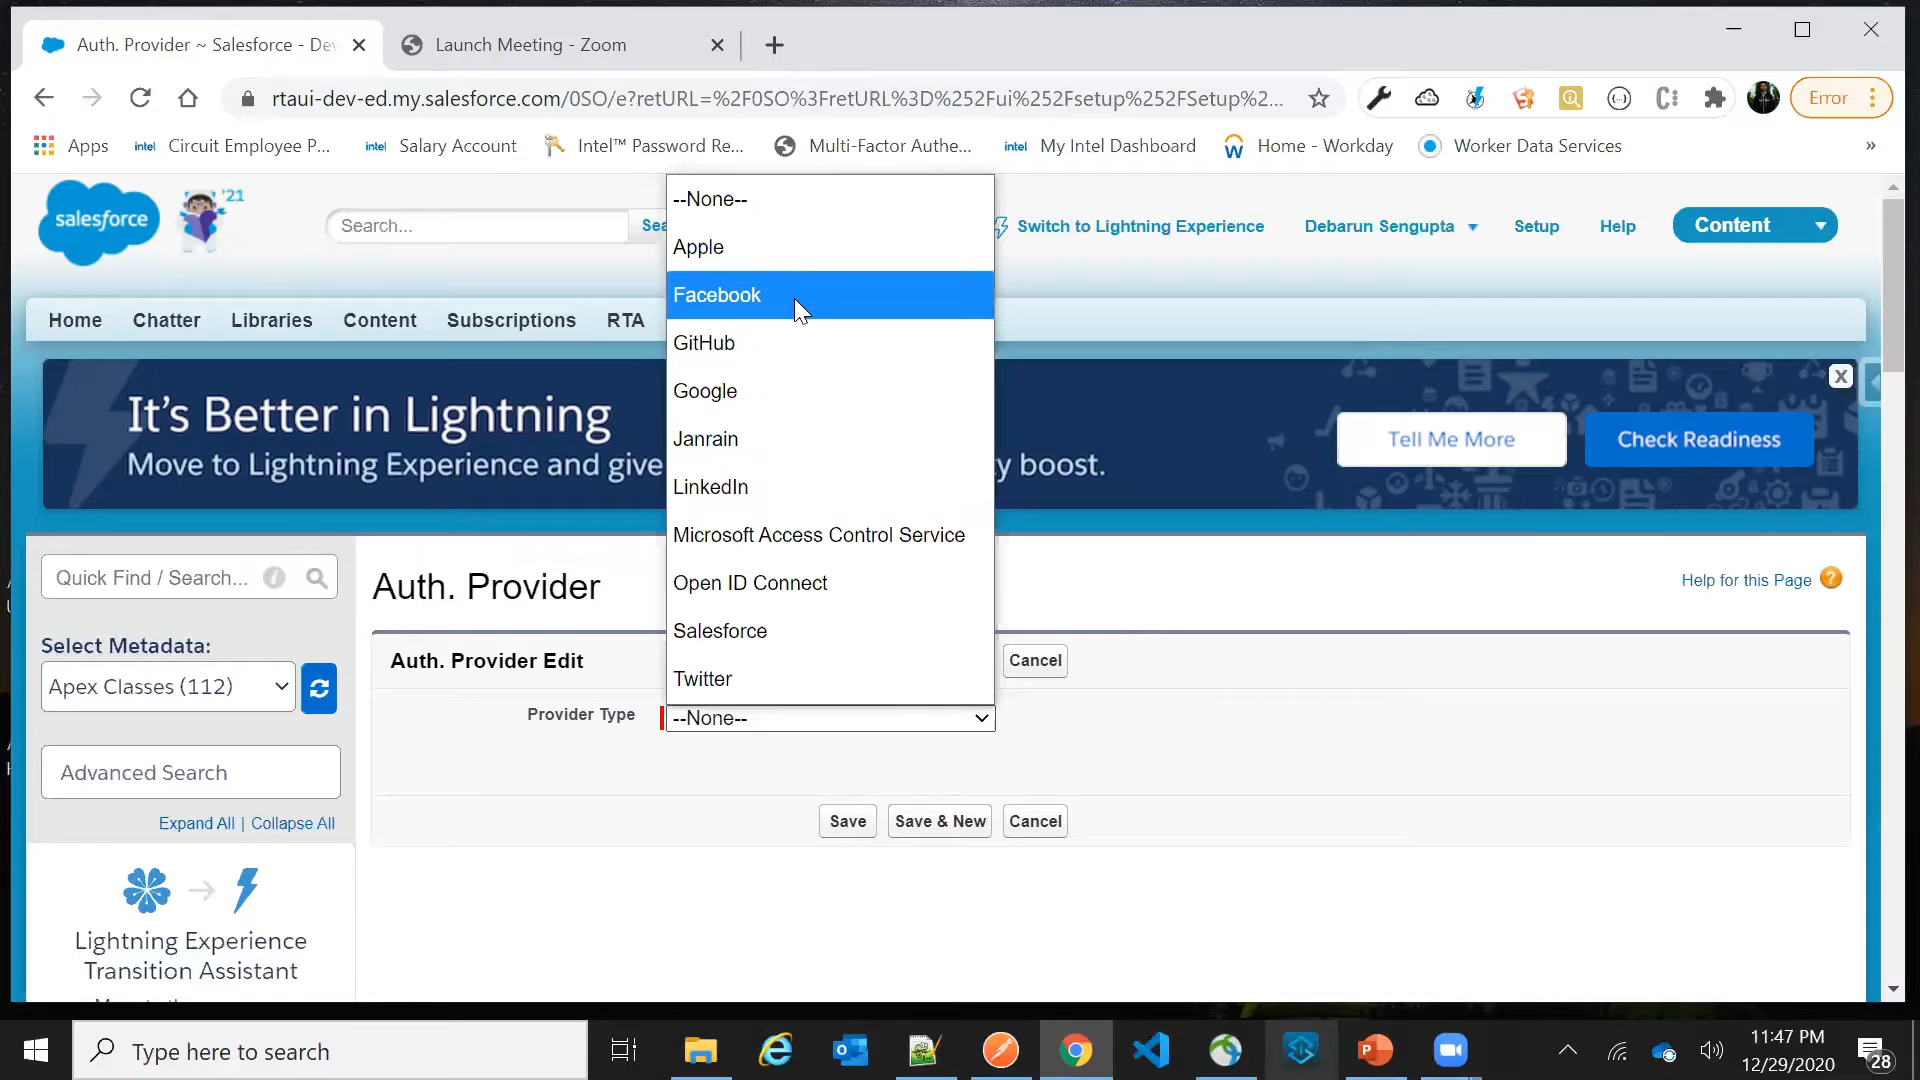 Auth. Provider ~ Salesforce - Dev
Launch Meeting - Zoom
rtaui-dev-ed.my.salesforce.com/0SO/e?retURL=%2F0SO%3FretURL%3D%252Fui%252Fsetup%252FSetup%2...
Error
Apps
intel Circuit Employee P...
intel Salary Account
Intel™ Password Re...
Multi-Factor Authe...
intel My Intel Dashboard
Home - Workday
Worker Data Services
»
salesforce
'21
Search...
Sea
Switch to Lightning Experience
Debarun Sengupta
Setup
Help
Content
Home
Chatter
Libraries
Content
Subscriptions
RTA
--None--
Apple
Facebook
GitHub
Google
Janrain
LinkedIn
Microsoft Access Control Service
Open ID Connect
Salesforce
Twitter
It's Better in Lightning
Move to Lightning Experience and give
y boost.
Tell Me More
Check Readiness
X
Quick Find / Search...
Select Metadata:
Apex Classes (112)
Advanced Search
Expand All | Collapse All
Lightning Experience
Transition Assistant
Auth. Provider
Help for this Page
Auth. Provider Edit
Cancel
Provider Type
--None--
Save
Save & New
Cancel
Type here to search
11:47 PM
12/29/2020
28